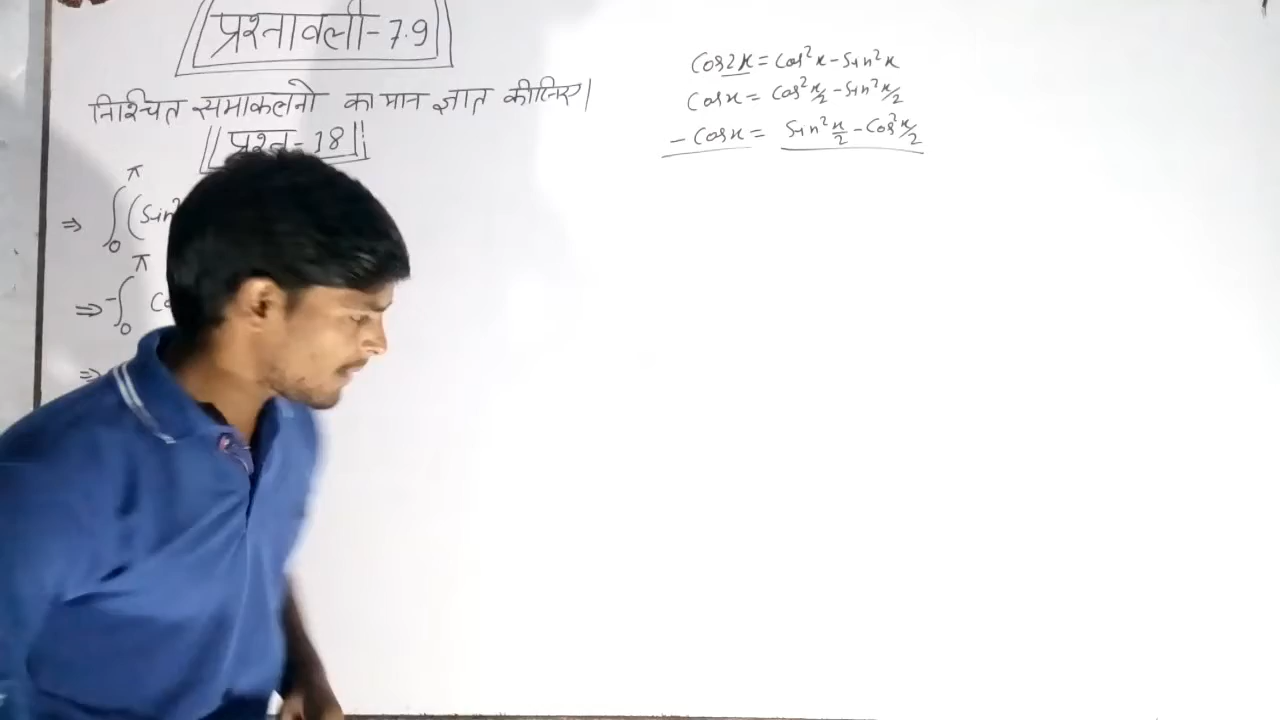 प्रश्नावली-7.9
निश्चित समाकलनो का मान ज्ञात कीजिए।
प्रश्न-18
⇒ ∫₀^π (Sin²
⇒ -∫₀^π
⇒
Cos2x = Cos²x - Sin²x
Cosx = Cos²x/2 - Sin²x/2
- Cosx = Sin²x/2 - Cos²x/2